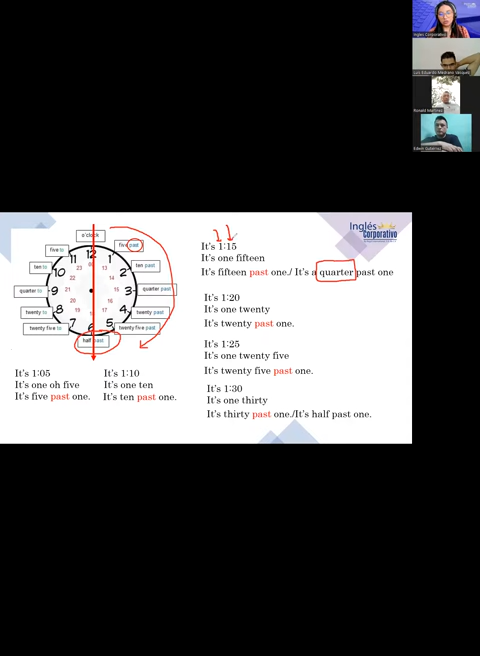 INGLÉS
Inglés Corporativo
Luis Eduardo Medrano Vasquez
Ronald Martinez
Edwin Gutierrez
Inglés
Corporativo
o'clock
five to
five past
ten to
ten past
quarter to
quarter past
twenty to
twenty past
twenty five to
twenty five past
half past
12
1
2
3
4
5
6
7
8
9
10
11
13
14
15
16
17
18
19
20
21
22
23
It's 1:15
It's one fifteen
It's fifteen past one./ It's a quarter past one
It's 1:20
It's one twenty
It's twenty past one.
It's 1:25
It's one twenty five
It's twenty five past one.
It's 1:30
It's one thirty
It's thirty past one./It's half past one.
It's 1:05
It's one oh five
It's five past one.
It's 1:10
It's one ten
It's ten past one.